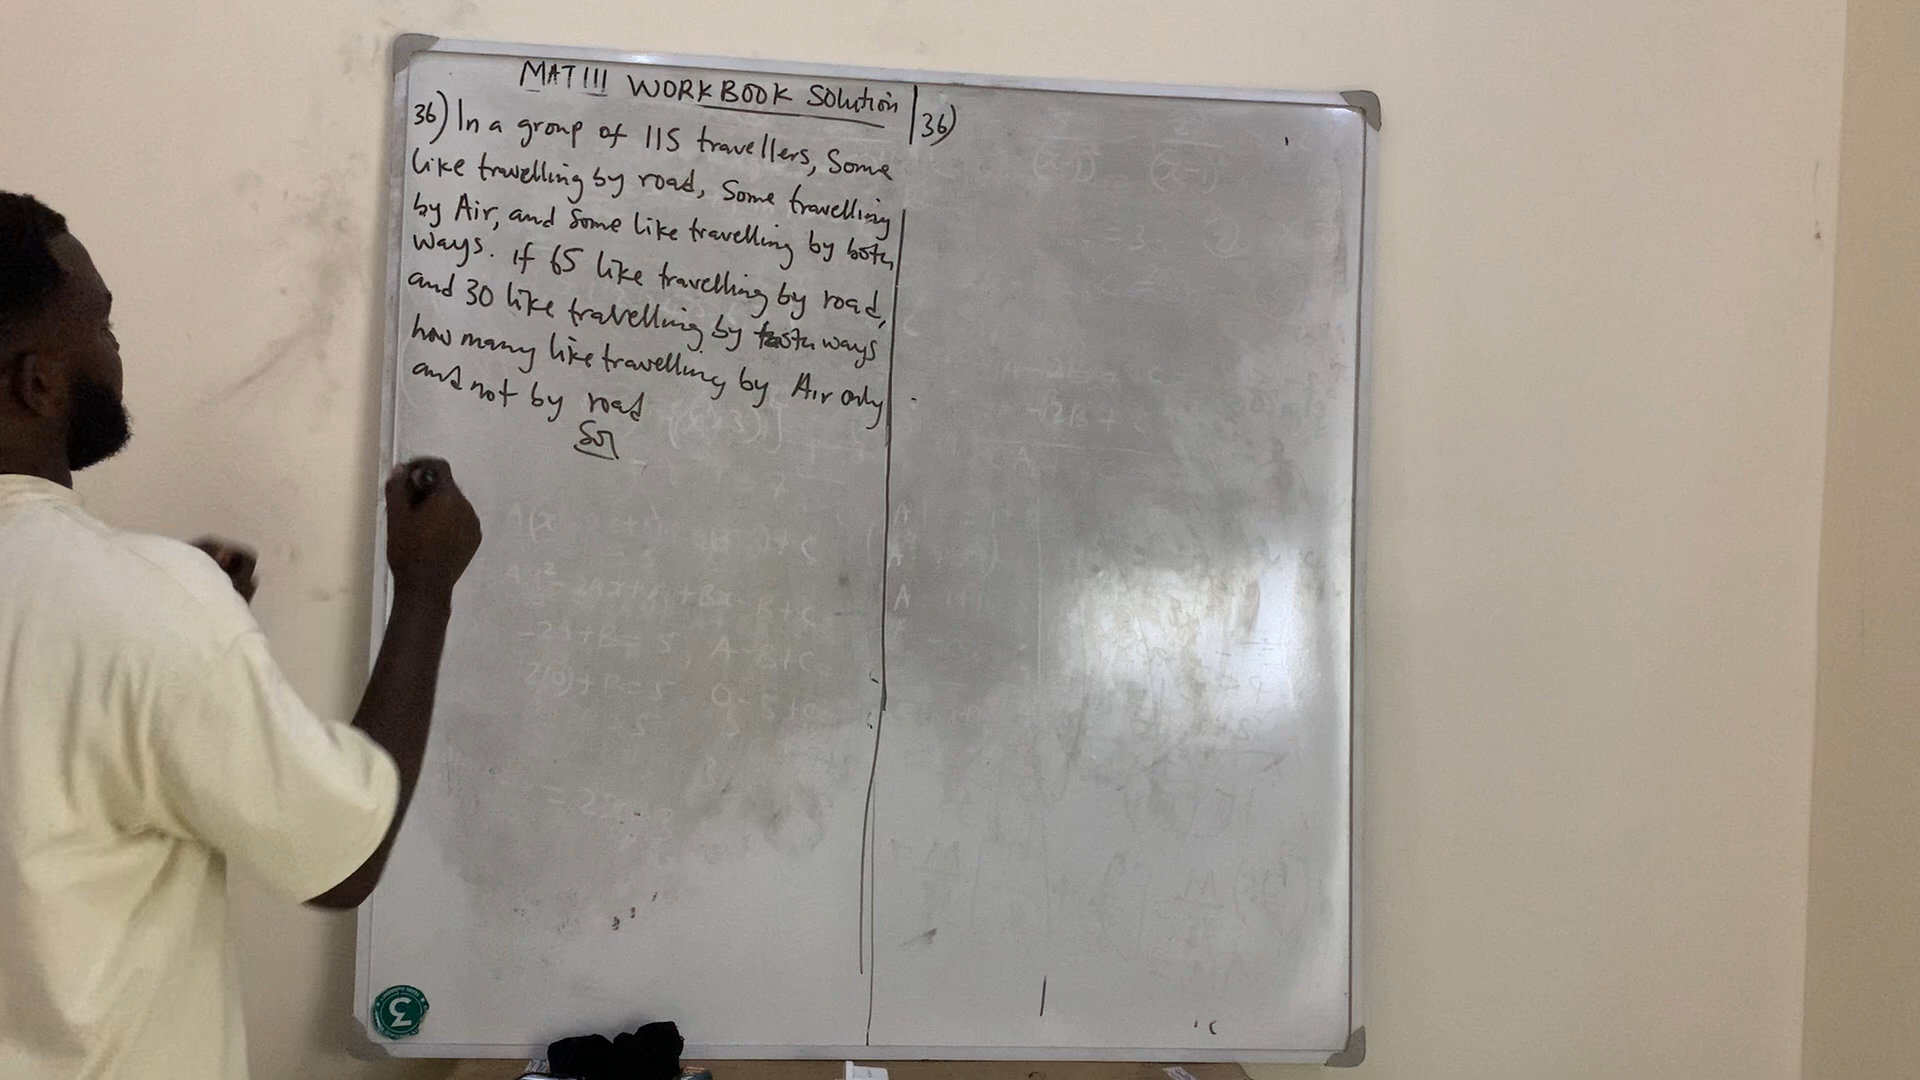 MAT111 WORKBOOK Solution
36) In a group of 115 travellers, Some
like travelling by road, Some travelling
by Air, and Some like travelling by both
ways. If 65 like travelling by road,
and 30 like travelling by both ways
how many like travelling by Air only
and not by road
Sol
36)